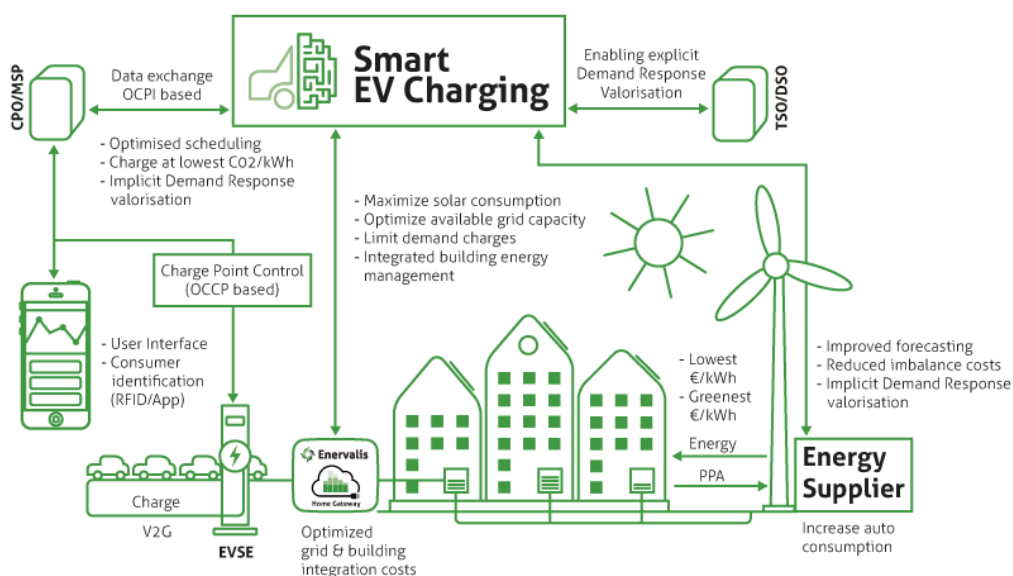 Smart
EV Charging
CPO/MSP
Data exchange
OCPI based
Enabling explicit
Demand Response
Valorisation
TSO/DSO
- Optimised scheduling
- Charge at lowest CO2/kWh
- Implicit Demand Response
valorisation
- Maximize solar consumption
- Optimize available grid capacity
- Limit demand charges
- Integrated building energy
management
Charge Point Control
(OCCP based)
- User Interface
- Consumer
identification
(RFID/App)
- Lowest
€/kWh
- Greenest
€/kWh
- Improved forecasting
- Reduced imbalance costs
- Implicit Demand Response
valorisation
Energy
PPA
Energy
Supplier
Increase auto
consumption
Enervalis
Home Gateway
Charge
V2G
EVSE
Optimized
grid & building
integration costs